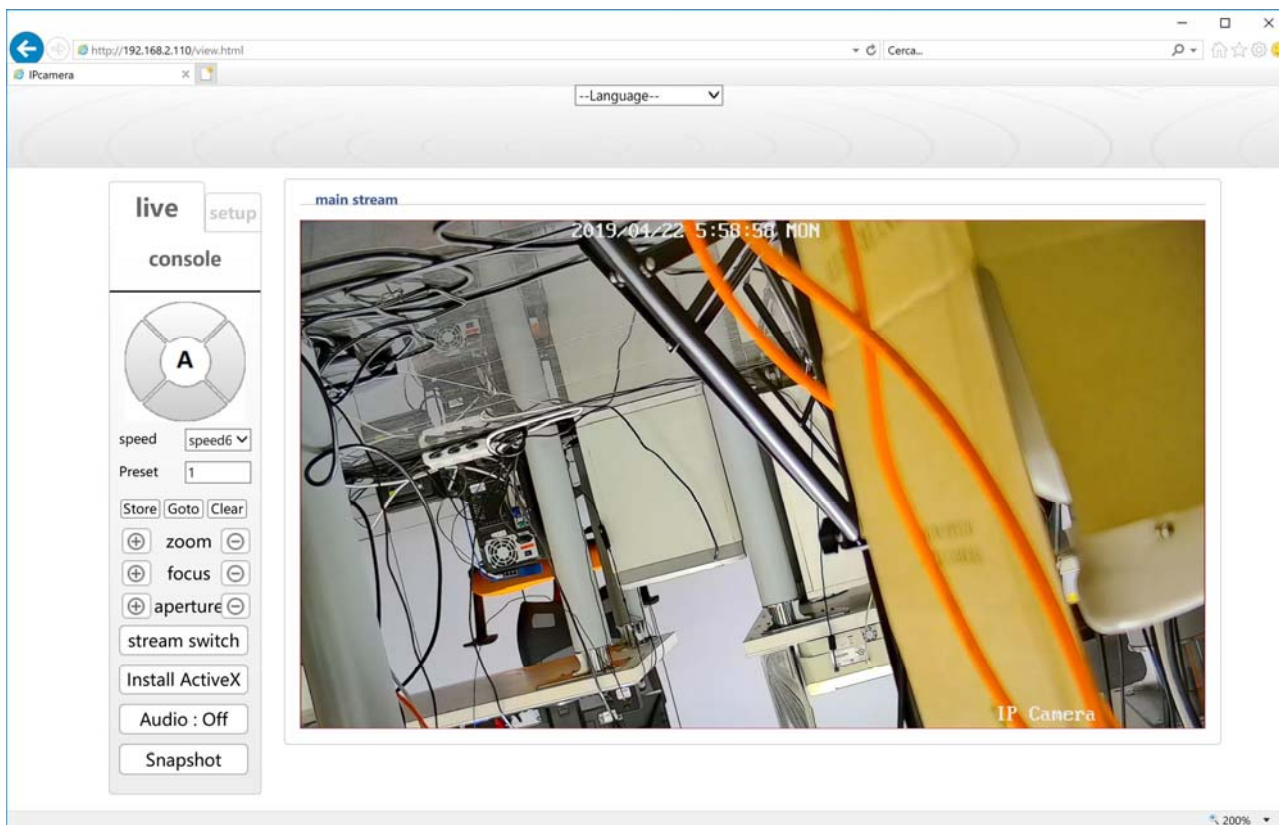 http://192.168.2.110/view.html
Cerca...
IPcamera
--Language--
live
setup
console
A
speed
speed6
Preset
1
Store Goto Clear
zoom
focus
aperture
stream switch
Install ActiveX
Audio : Off
Snapshot
main stream
2019/04/22 5:58:58 MON
IP Camera
200%